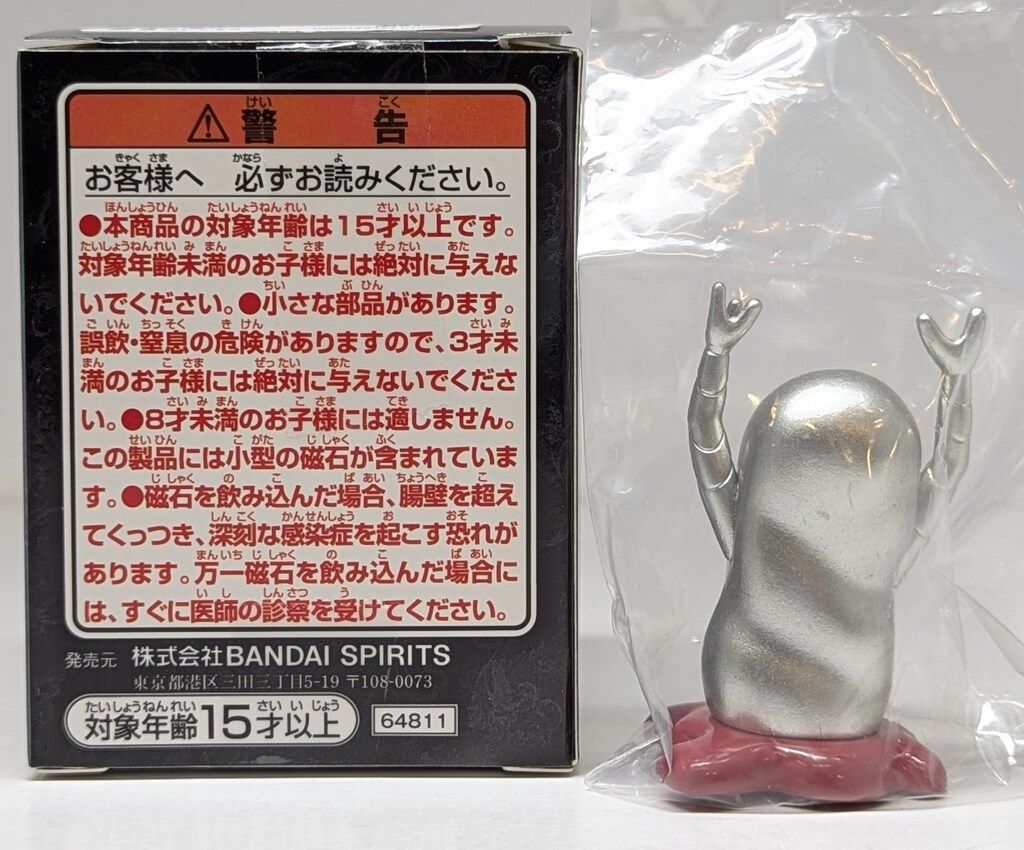 ⚠警告
お客様へ 必ずお読みください。
●本商品の対象年齢は15才以上です。
対象年齢未満のお子様には絶対に与えな
いでください。●小さな部品があります。
誤飲・窒息の危険がありますので、3才未
満のお子様には絶対に与えないでくださ
い。●8才未満のお子様には適しません。
この製品には小型の磁石が含まれていま
す。●磁石を飲み込んだ場合、腸壁を超え
てくっつき、深刻な感染症を起こす恐れが
あります。万一磁石を飲み込んだ場合に
は、すぐに医師の診察を受けてください。
発売元 株式会社BANDAI SPIRITS
東京都港区三田三丁目5-19 〒108-0073
対象年齢15才以上 64811